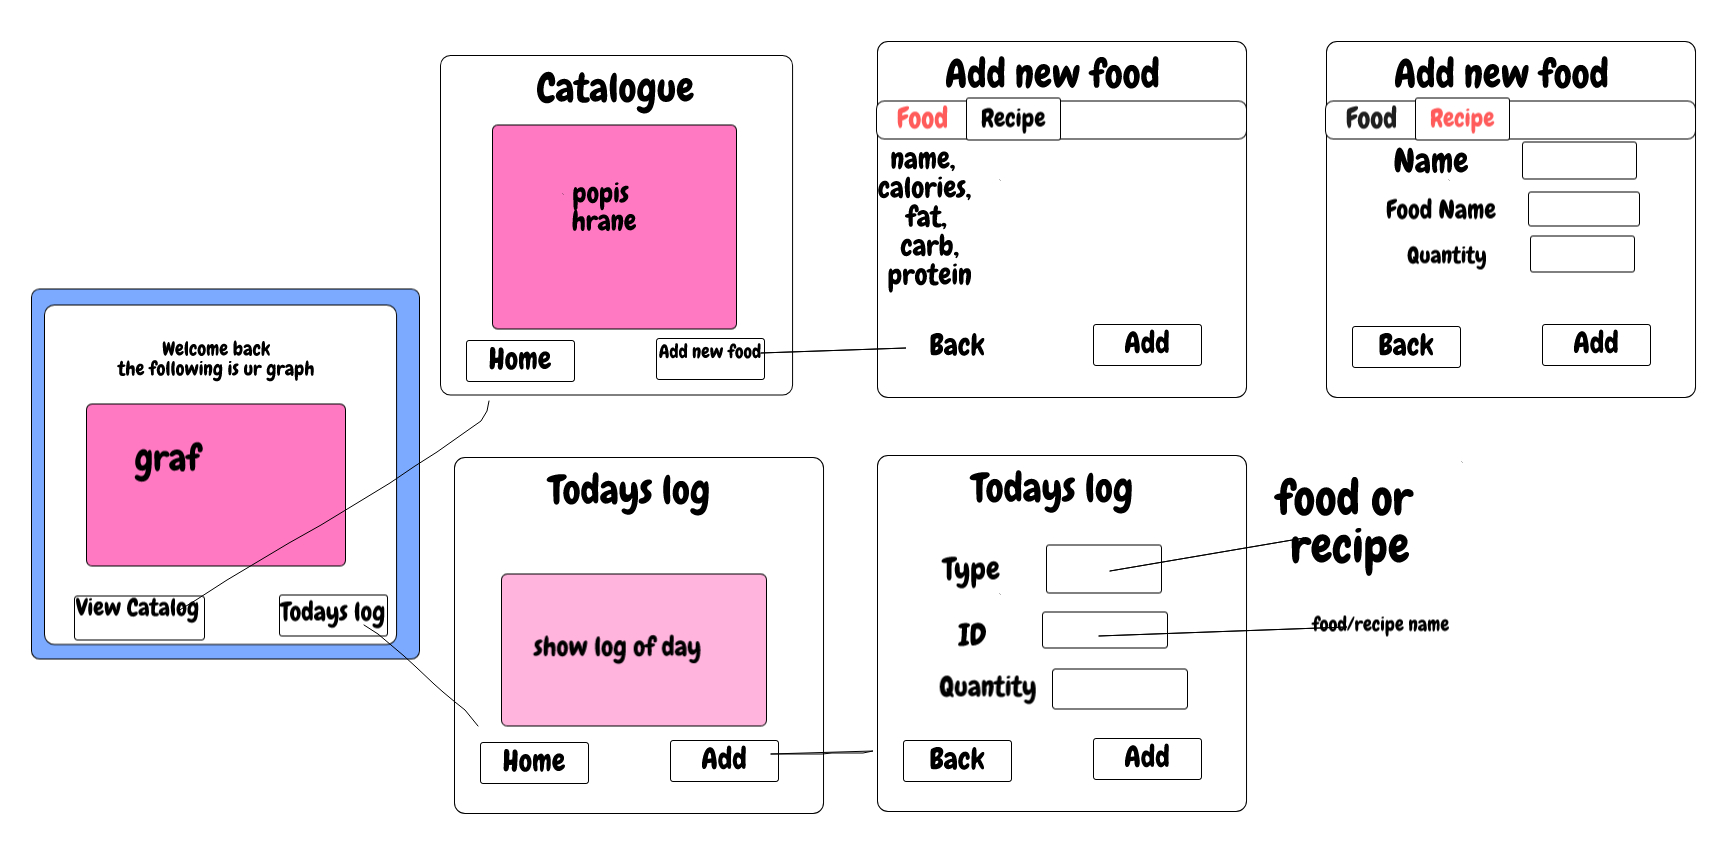 Welcome back
the following is ur graph
graf
View Catalog
Todays log
Catalogue
popis
hrane
Home
Add new food
Add new food
Food
Recipe
name,
calories,
fat,
carb,
protein
Back
Add
Add new food
Food
Recipe
Name
Food Name
Quantity
Back
Add
Todays log
show log of day
Home
Add
Todays log
Type
ID
Quantity
Back
Add
food or
recipe
food/recipe name